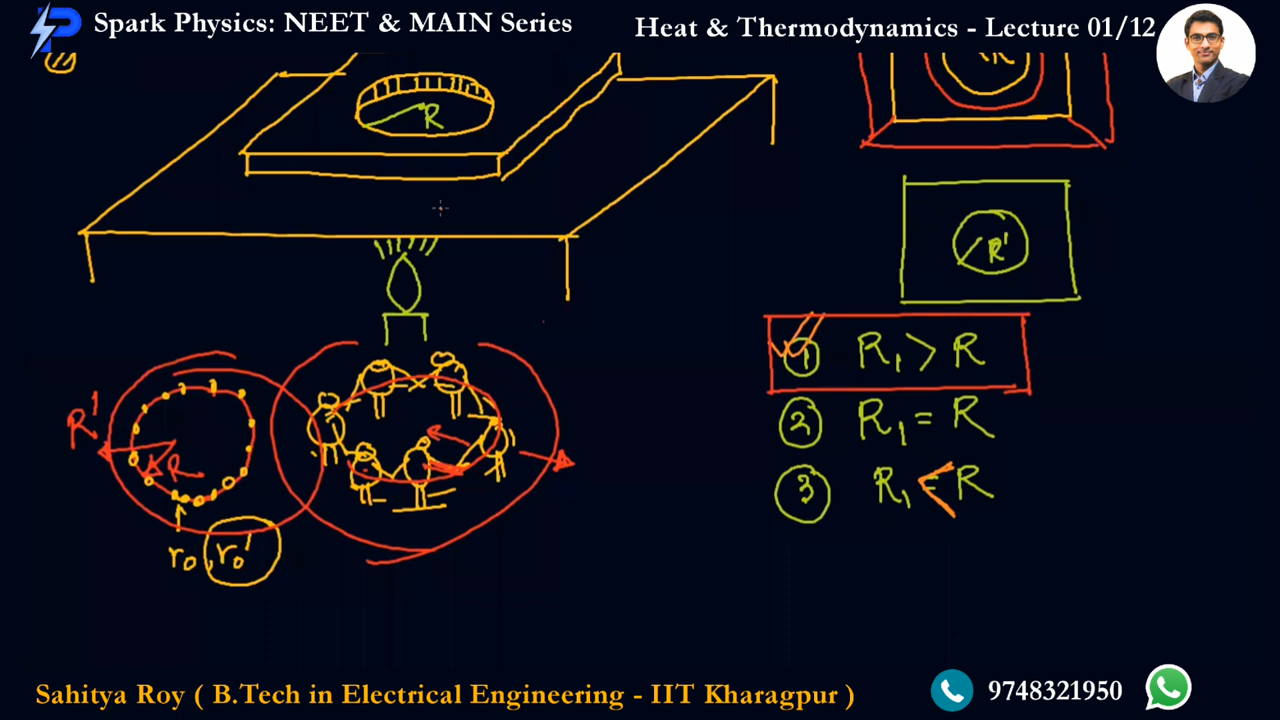 Spark Physics: NEET & MAIN Series
Heat & Thermodynamics - Lecture 01/12
R
R'
① R₁ > R
② R₁ = R
③ R₁ < R
R'
R
r₀, r₀'
Sahitya Roy ( B.Tech in Electrical Engineering - IIT Kharagpur )
9748321950